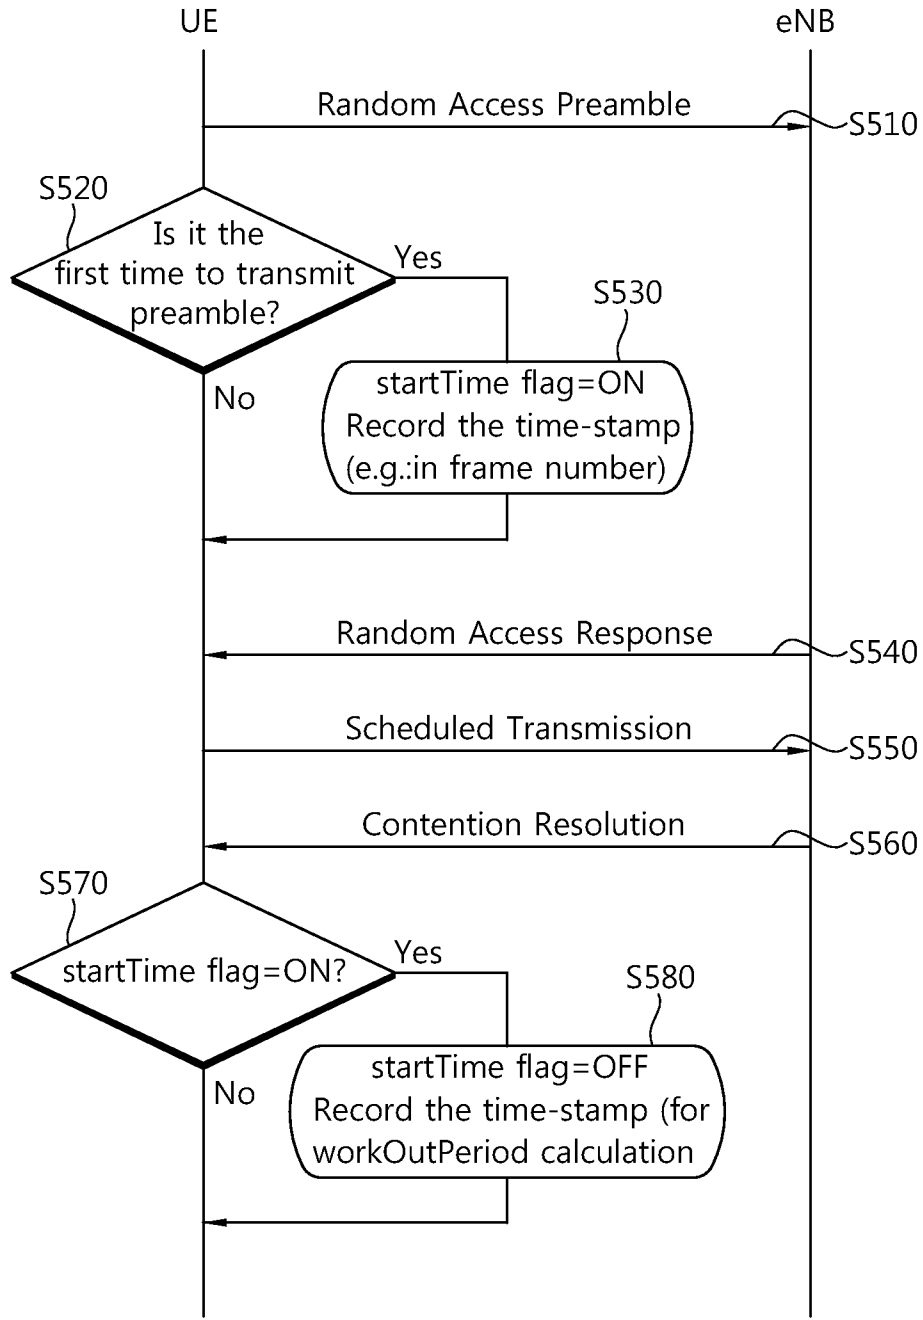 UE
eNB
Random Access Preamble
S510
S520
Is it the
first time to transmit
preamble?
Yes
No
S530
startTime flag=ON
Record the time-stamp
(e.g.:in frame number)
Random Access Response
S540
Scheduled Transmission
S550
Contention Resolution
S560
S570
startTime flag=ON?
Yes
No
S580
startTime flag=OFF
Record the time-stamp (for
workOutPeriod calculation